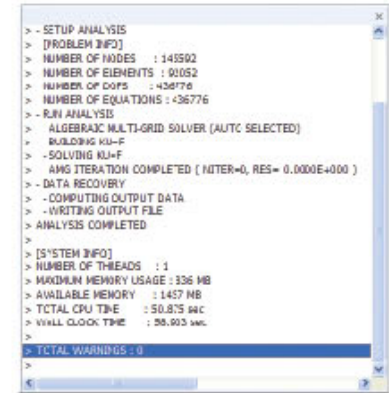 > - SETUP ANALYSIS
> [PROBLEM INFO]
> NUMBER OF NODES : 145592
> NUMBER OF ELEMENTS : 92052
> NUMBER OF DOFS : 436776
> NUMBER OF EQUATIONS : 436776
> - RUN ANALYSIS
> ALGEBRAIC MULTI-GRID SOLVER (AUTO SELECTED)
> BUILDING KU=F
> - SOLVING KU=F
> AMG ITERATION COMPLETED ( NITER=0, RES= 0.0000E+000 )
> - DATA RECOVERY
> - COMPUTING OUTPUT DATA
> - WRITING OUTPUT FILE
> ANALYSIS COMPLETED
>
> [SYSTEM INFO]
> NUMBER OF THREADS : 1
> MAXIMUM MEMORY USAGE : 336 MB
> AVAILABLE MEMORY : 1457 MB
> TOTAL CPU TIME : 50.875 sec
> WALL CLOCK TIME : sec
>
> TOTAL WARNINGS : 0
>